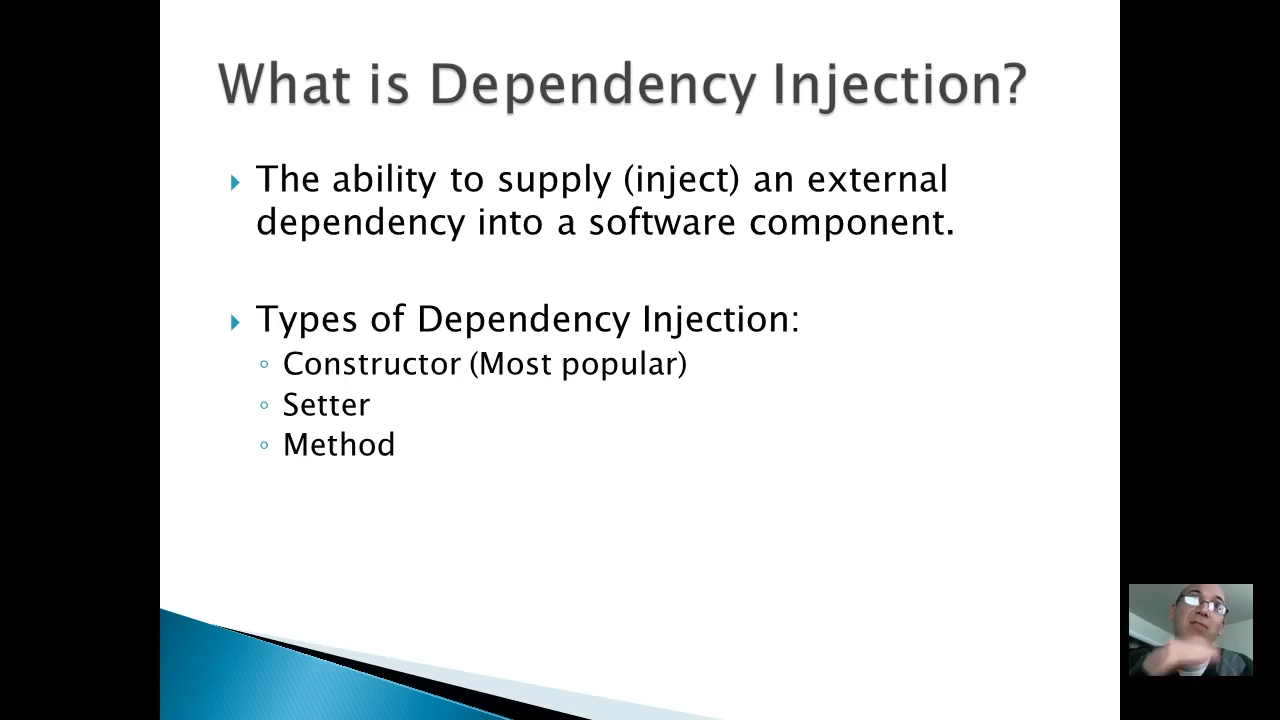 What is Dependency Injection?
The ability to supply (inject) an external
dependency into a software component.
Types of Dependency Injection:
Constructor (Most popular)
Setter
Method